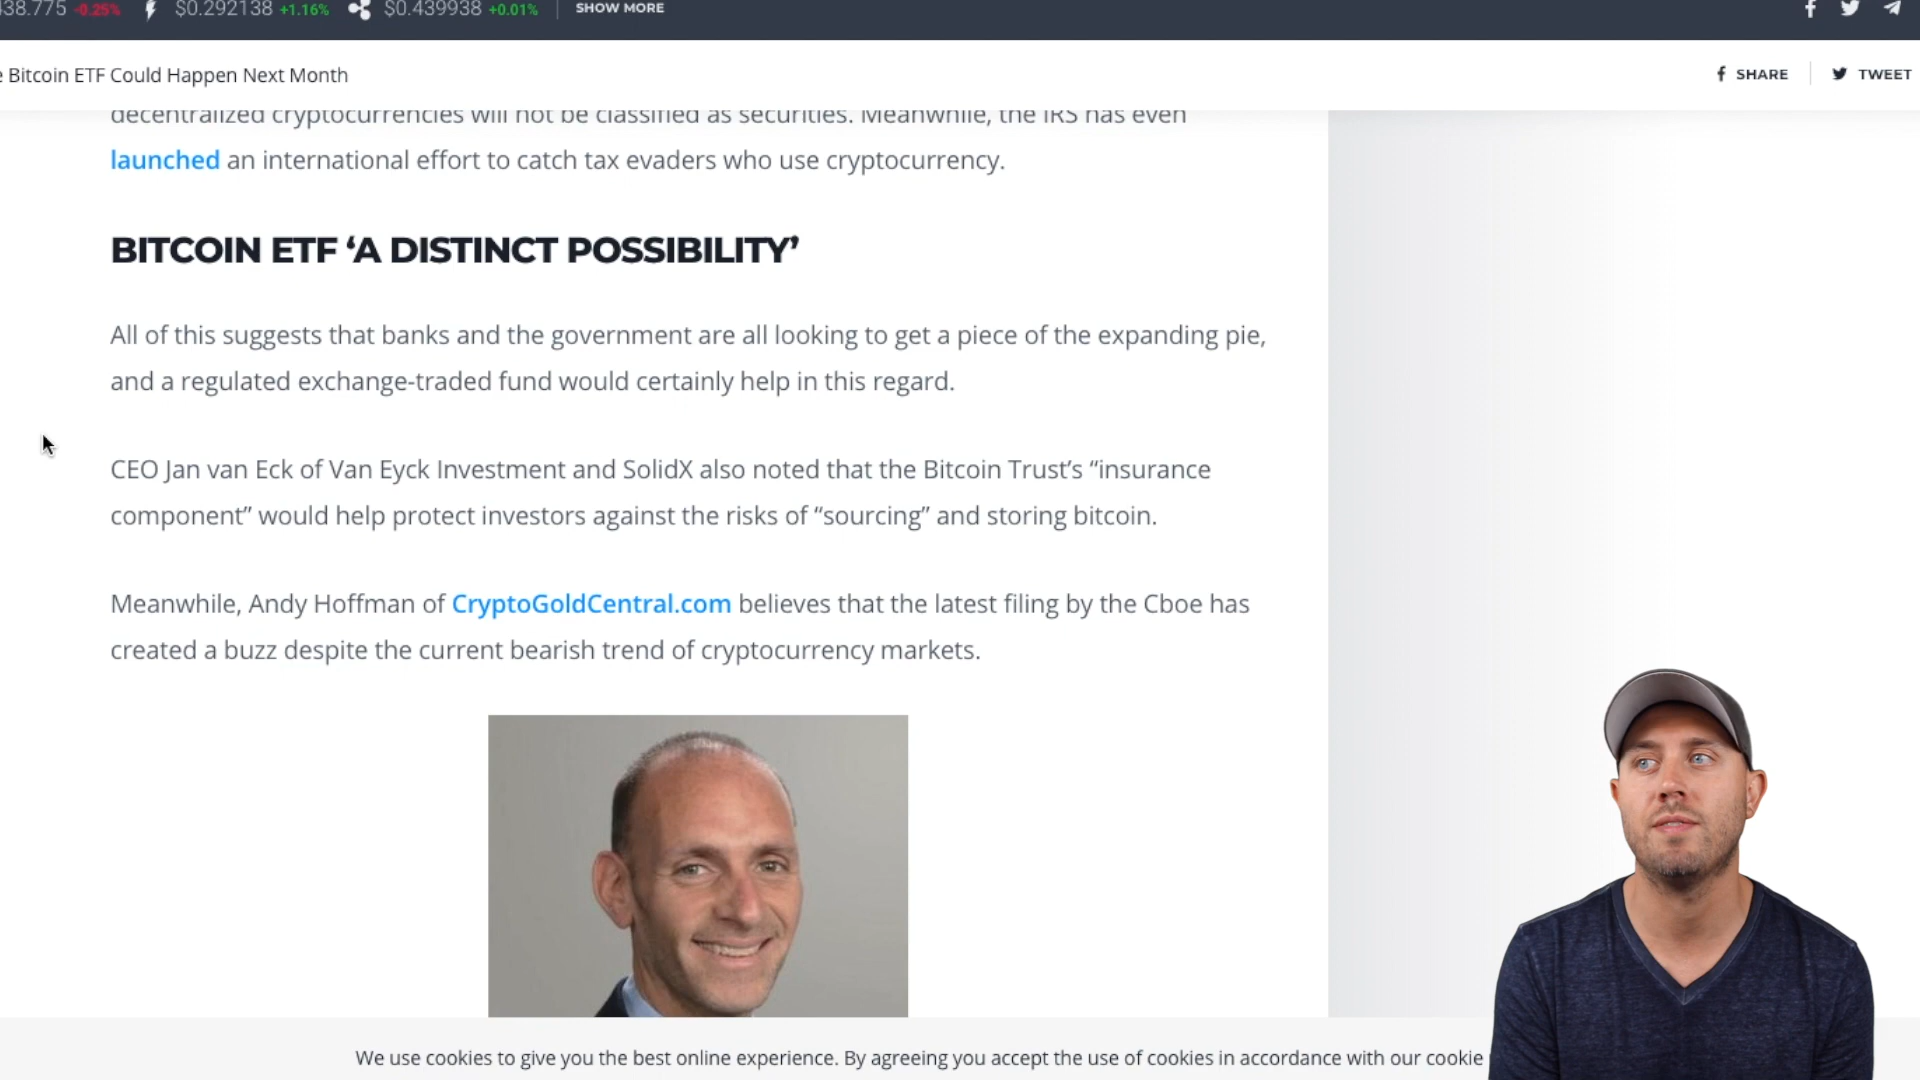 38.775 -0.25% $0.292138 +1.16% $0.439938 +0.01% SHOW MORE
Bitcoin ETF Could Happen Next Month SHARE TWEET
decentralized cryptocurrencies will not be classified as securities. Meanwhile, the IRS has even
launched an international effort to catch tax evaders who use cryptocurrency.
BITCOIN ETF ‘A DISTINCT POSSIBILITY’
All of this suggests that banks and the government are all looking to get a piece of the expanding pie,
and a regulated exchange-traded fund would certainly help in this regard.
CEO Jan van Eck of Van Eyck Investment and SolidX also noted that the Bitcoin Trust’s “insurance
component” would help protect investors against the risks of “sourcing” and storing bitcoin.
Meanwhile, Andy Hoffman of CryptoGoldCentral.com believes that the latest filing by the Cboe has
created a buzz despite the current bearish trend of cryptocurrency markets.
We use cookies to give you the best online experience. By agreeing you accept the use of cookies in accordance with our cookie